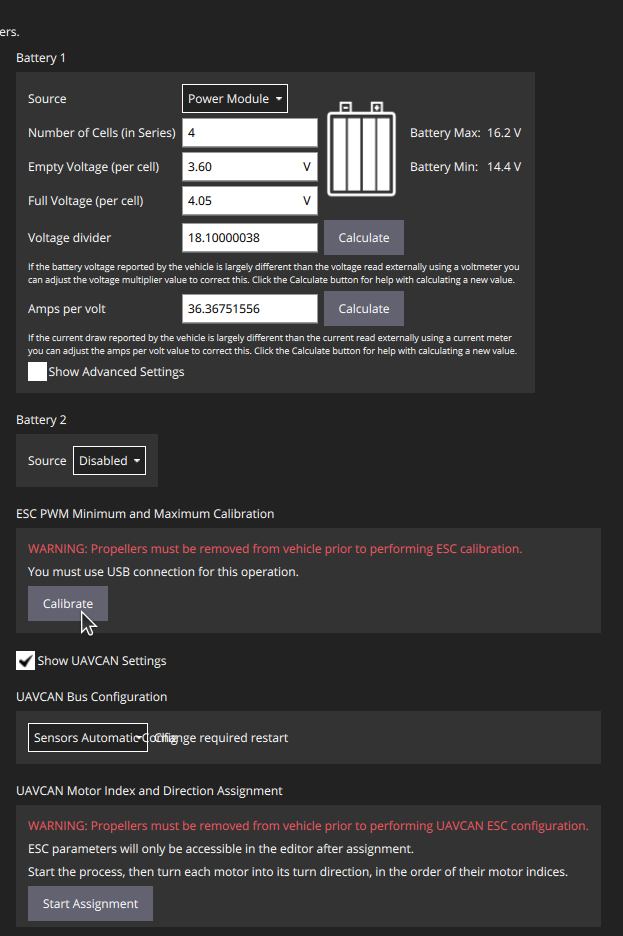 ers.
Battery 1
Source Power Module
Number of Cells (in Series) 4 Battery Max: 16.2 V
Empty Voltage (per cell) 3.60 V Battery Min: 14.4 V
Full Voltage (per cell) 4.05 V
Voltage divider 18.10000038 Calculate
If the battery voltage reported by the vehicle is largely different than the voltage read externally using a voltmeter you
can adjust the voltage multiplier value to correct this. Click the Calculate button for help with calculating a new value.
Amps per volt 36.36751556 Calculate
If the current draw reported by the vehicle is largely different than the current read externally using a current meter
you can adjust the amps per volt value to correct this. Click the Calculate button for help with calculating a new value.
Show Advanced Settings
Battery 2
Source Disabled
ESC PWM Minimum and Maximum Calibration
WARNING: Propellers must be removed from vehicle prior to performing ESC calibration.
You must use USB connection for this operation.
Calibrate
Show UAVCAN Settings
UAVCAN Bus Configuration
Sensors Automatic Config Change required restart
UAVCAN Motor Index and Direction Assignment
WARNING: Propellers must be removed from vehicle prior to performing UAVCAN ESC configuration.
ESC parameters will only be accessible in the editor after assignment.
Start the process, then turn each motor into its turn direction, in the order of their motor indices.
Start Assignment